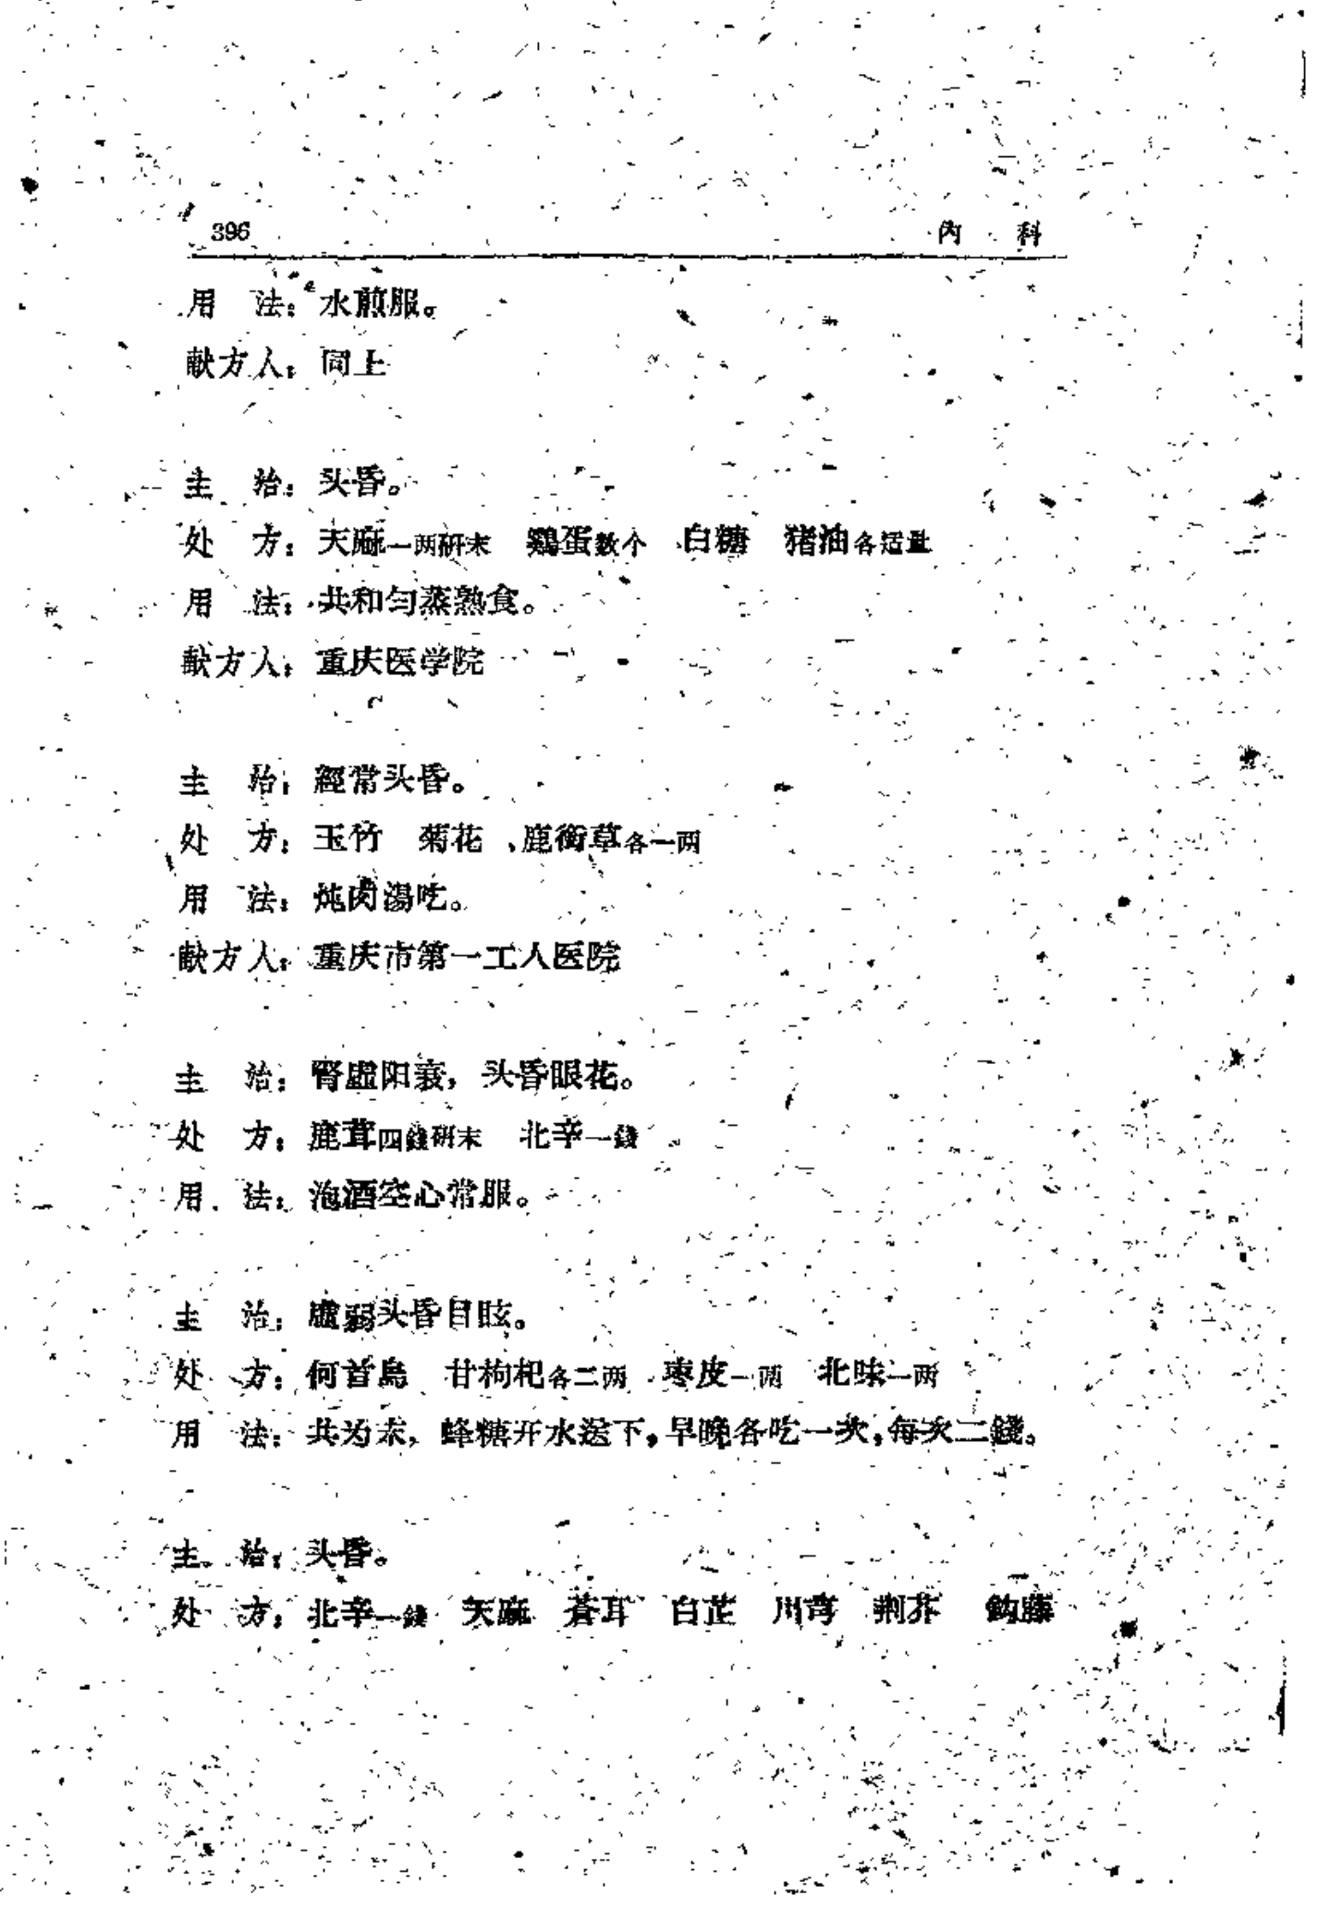 396 內 科
用 法：水煎服。
献方人：同上
主 治：头昏。
处 方：天麻一两研末 鷄蛋数个 白糖 猪油各适量
用 法：共和匀蒸熟食。
献方人：重庆医学院
主 治：經常头昏。
处 方：玉竹 菊花 鹿衡草各一两
用 法：炖肉湯吃。
献方人：重庆市第一工人医院
主 治：腎虛阳衰，头昏眼花。
处 方：鹿茸四錢研末 北辛一錢
用 法：泡酒空心常服。
主 治：虛弱头昏目眩。
处 方：何首烏 甘枸杞各二两 枣皮一两 北味一两
用 法：共为末，蜂糖开水送下，早晚各吃一次，每次二錢。
主 治：头昏。
处 方：北辛一錢 天麻 蒼耳 白芷 川芎 荆芥 鈎藤